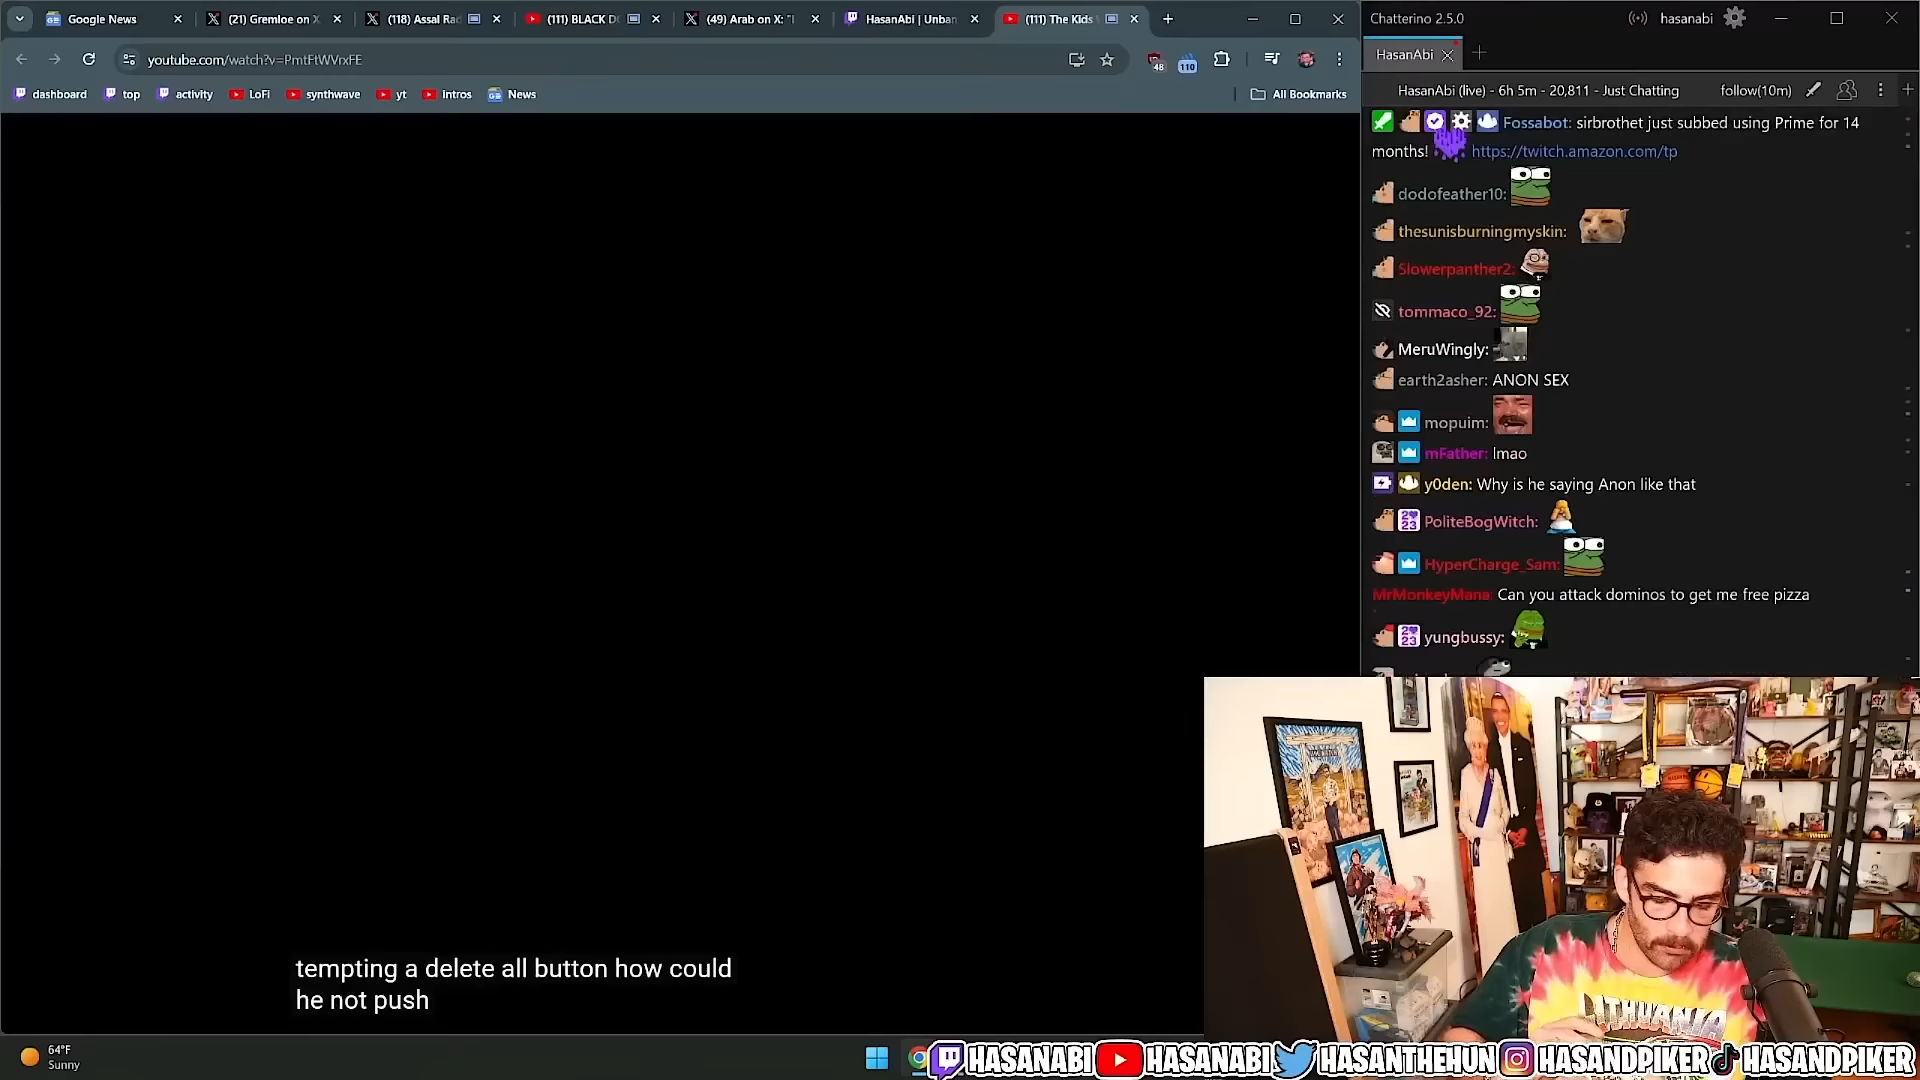 Google News
(21) Gremloe on X
(118) Assal Rad
(111) BLACK D
(49) Arab on X: "I
HasanAbi | Unban
(111) The Kids
youtube.com/watch?v=PmtFtWVrxFE
48
110
dashboard
top
activity
LoFi
synthwave
yt
Intros
News
All Bookmarks
tempting a delete all button how could
he not push
64°F
Sunny
Chatterino 2.5.0
hasanabi
HasanAbi
HasanAbi (live) - 6h 5m - 20,811 - Just Chatting
follow(10m)
Fossabot: sirbrothet just subbed using Prime for 14
months! https://twitch.amazon.com/tp
dodofeather10:
thesunisburningmyskin:
5lowerpanther2:
tommaco_92:
MeruWingly:
earth2asher: ANON SEX
mopuim:
mFather: lmao
y0den: Why is he saying Anon like that
PoliteBogWitch:
HyperCharge_Sam:
MrMonkeyMana: Can you attack dominos to get me free pizza
yungbussy:
LITHUANIA
HASANABI
HASANABI
HASANTHEHUN
HASANDPIKER
HASANDPIKER